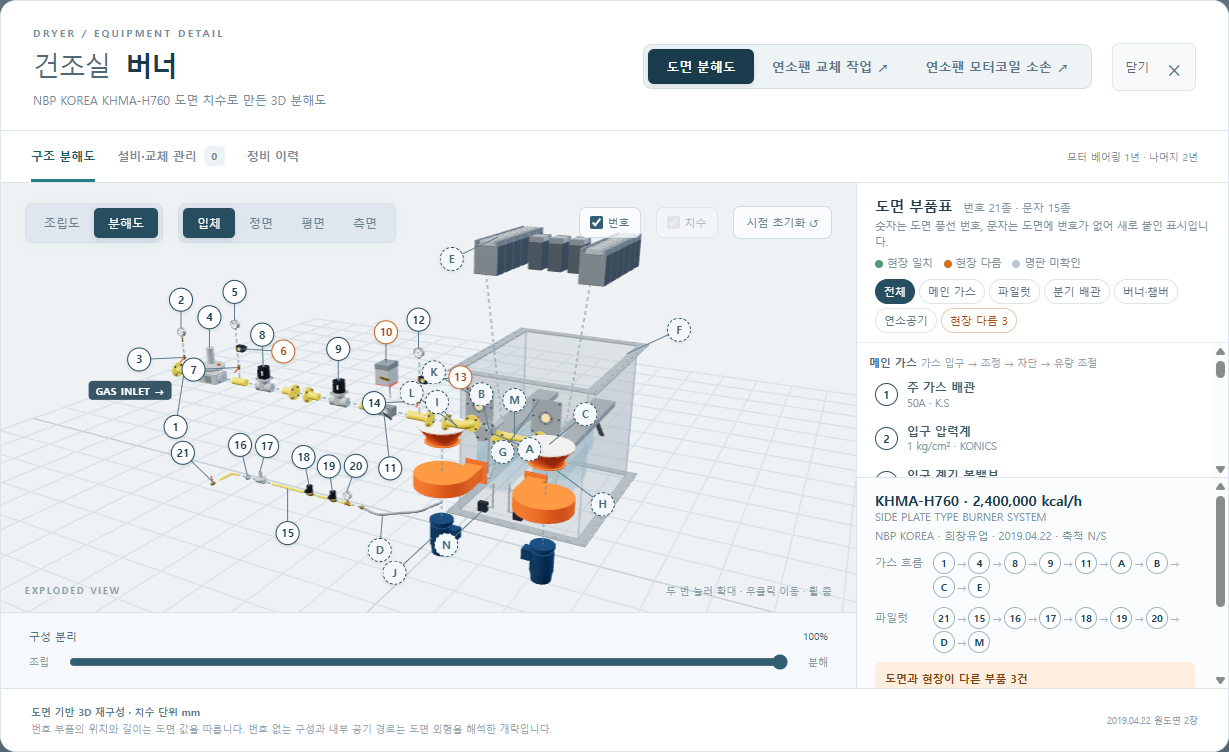 DRYER / EQUIPMENT DETAIL
건조실 버너
NBP KOREA KHMA-H760 도면 치수로 만든 3D 분해도
도면 분해도
연소팬 교체 작업 ↗
연소팬 모터코일 소손 ↗
닫기 ×
구조 분해도
설비·교체 관리 0
정비 이력
모터 베어링 1년 · 나머지 2년
조립도
분해도
입체
정면
평면
측면
번호
치수
시점 초기화 ↺
E
F
2
5
4
8
12
10
6
9
3
7
K
13
GAS INLET →
L
B
14
I
M
C
1
16
17
21
G
A
18
19
20
11
H
15
D
N
J
EXPLODED VIEW
두 번 눌러 확대 · 우클릭 이동 · 휠 줌
구성 분리
100%
조립
분해
도면 부품표 번호 21종 · 문자 15종
숫자는 도면 풍선 번호, 문자는 도면에 번호가 없어 새로 붙인 표시입니
다.
현장 일치
현장 다름
명판 미확인
전체
메인 가스
파일럿
분기 배관
버너·챔버
연소공기
현장 다름 3
메인 가스 가스 입구 → 조정 → 차단 → 유량 조절
1 주 가스 배관
50A · K.S
2 입구 압력계
1 kg/cm² · KONICS
입구 계기 볼밸브
KHMA-H760 · 2,400,000 kcal/h
SIDE PLATE TYPE BURNER SYSTEM
NBP KOREA · 희창유업 · 2019.04.22 · 축척 N/S
가스 흐름 1 → 4 → 8 → 9 → 11 → A → B →
C → E
파일럿 21 → 15 → 16 → 17 → 18 → 19 → 20 →
D → M
도면과 현장이 다른 부품 3건
도면 기반 3D 재구성 · 치수 단위 mm
번호 부품의 위치와 길이는 도면 값을 따릅니다. 번호 없는 구성과 내부 공기 경로는 도면 외형을 해석한 개략입니다.
2019.04.22 원도면 2장